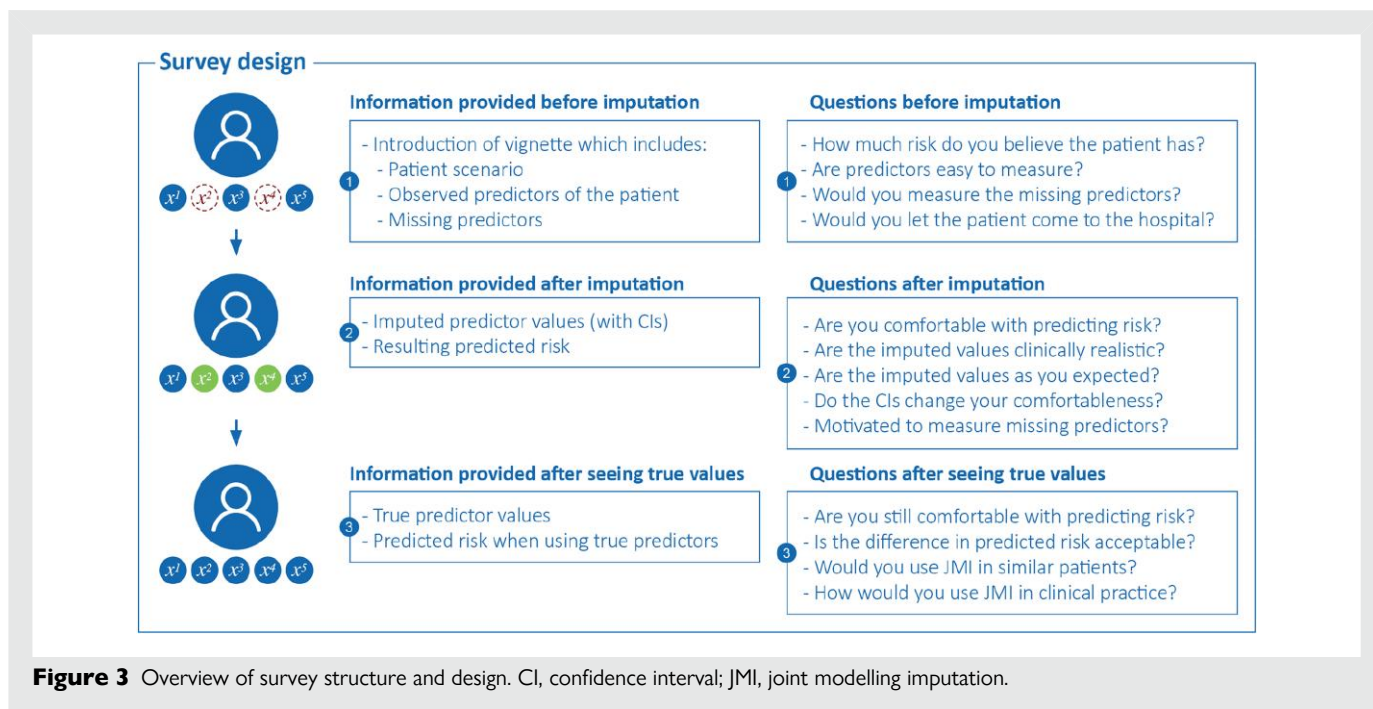 Survey design
Information provided before imputation
- Introduction of vignette which includes:
- Patient scenario
- Observed predictors of the patient
- Missing predictors
1
Questions before imputation
- How much risk do you believe the patient has?
- Are predictors easy to measure?
- Would you measure the missing predictors?
- Would you let the patient come to the hospital?
1
x¹ x² x³ x⁴ x⁵
Information provided after imputation
- Imputed predictor values (with CIs)
- Resulting predicted risk
2
Questions after imputation
- Are you comfortable with predicting risk?
- Are the imputed values clinically realistic?
- Are the imputed values as you expected?
- Do the CIs change your comfortableness?
- Motivated to measure missing predictors?
2
x¹ x² x³ x⁴ x⁵
Information provided after seeing true values
- True predictor values
- Predicted risk when using true predictors
3
Questions after seeing true values
- Are you still comfortable with predicting risk?
- Is the difference in predicted risk acceptable?
- Would you use JMI in similar patients?
- How would you use JMI in clinical practice?
3
x¹ x² x³ x⁴ x⁵
Figure 3 Overview of survey structure and design. CI, confidence interval; JMI, joint modelling imputation.